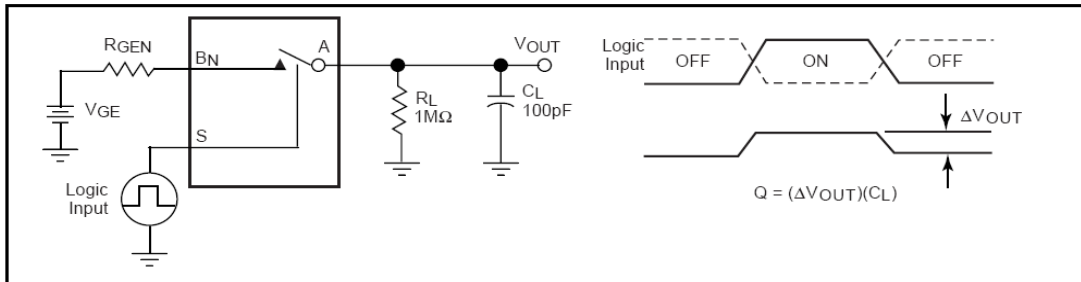 RGEN
BN
A
VOUT
VGE
S
RL
1MΩ
CL
100pF
Logic
Input
Logic
Input
OFF
ON
OFF
ΔVOUT
Q = (ΔVOUT)(CL)